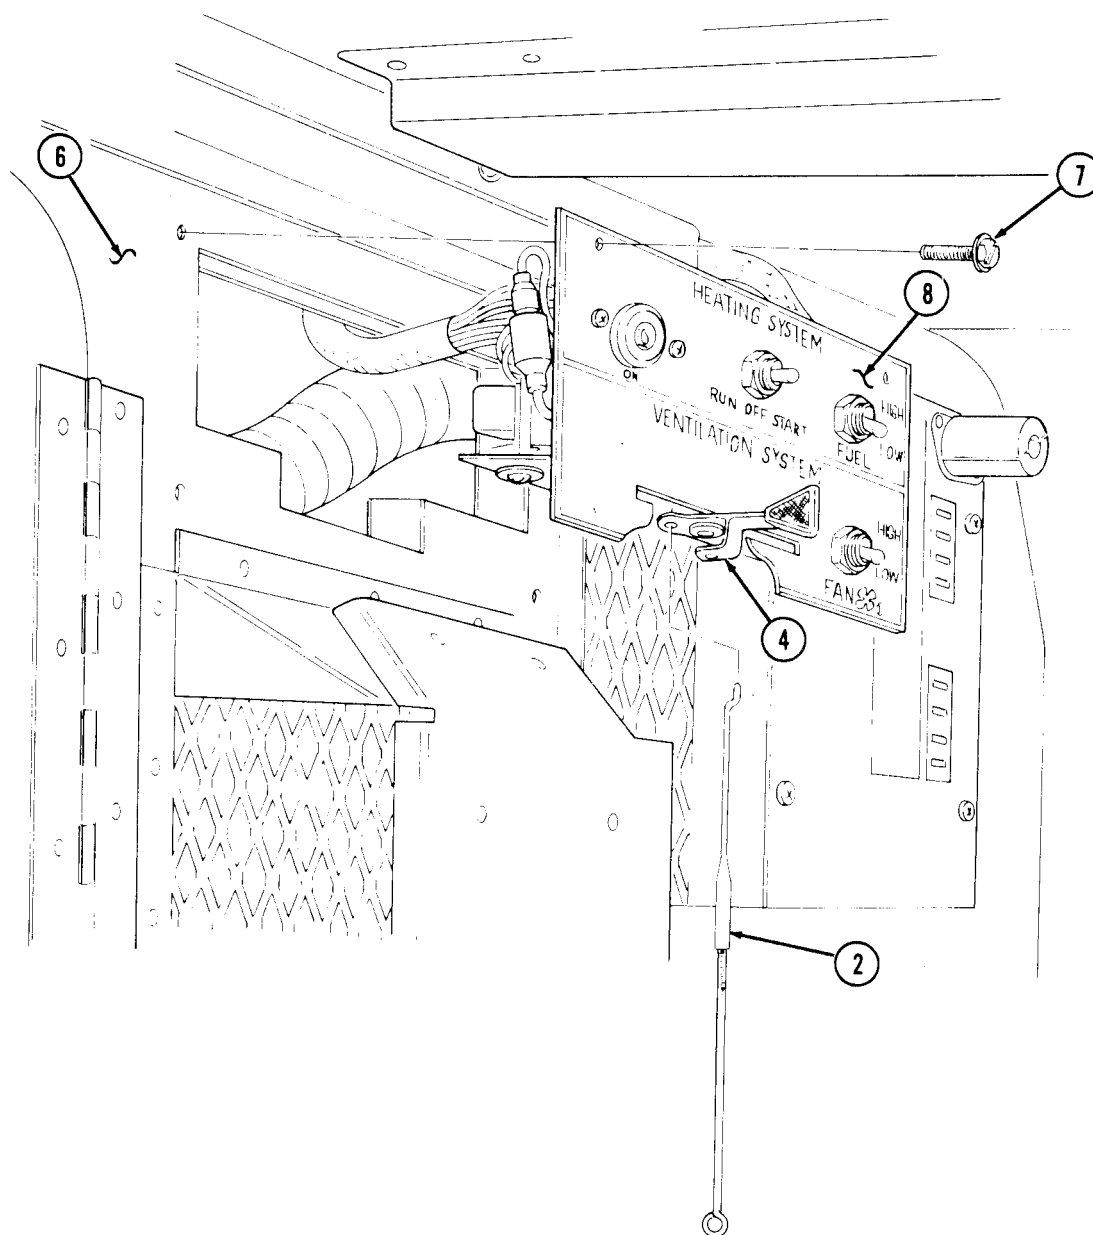 6
7
8
HEATING SYSTEM
ON
RUN OFF START
HIGH
LOW
FUEL
VENTILATION SYSTEM
HIGH
LOW
FAN
4
2